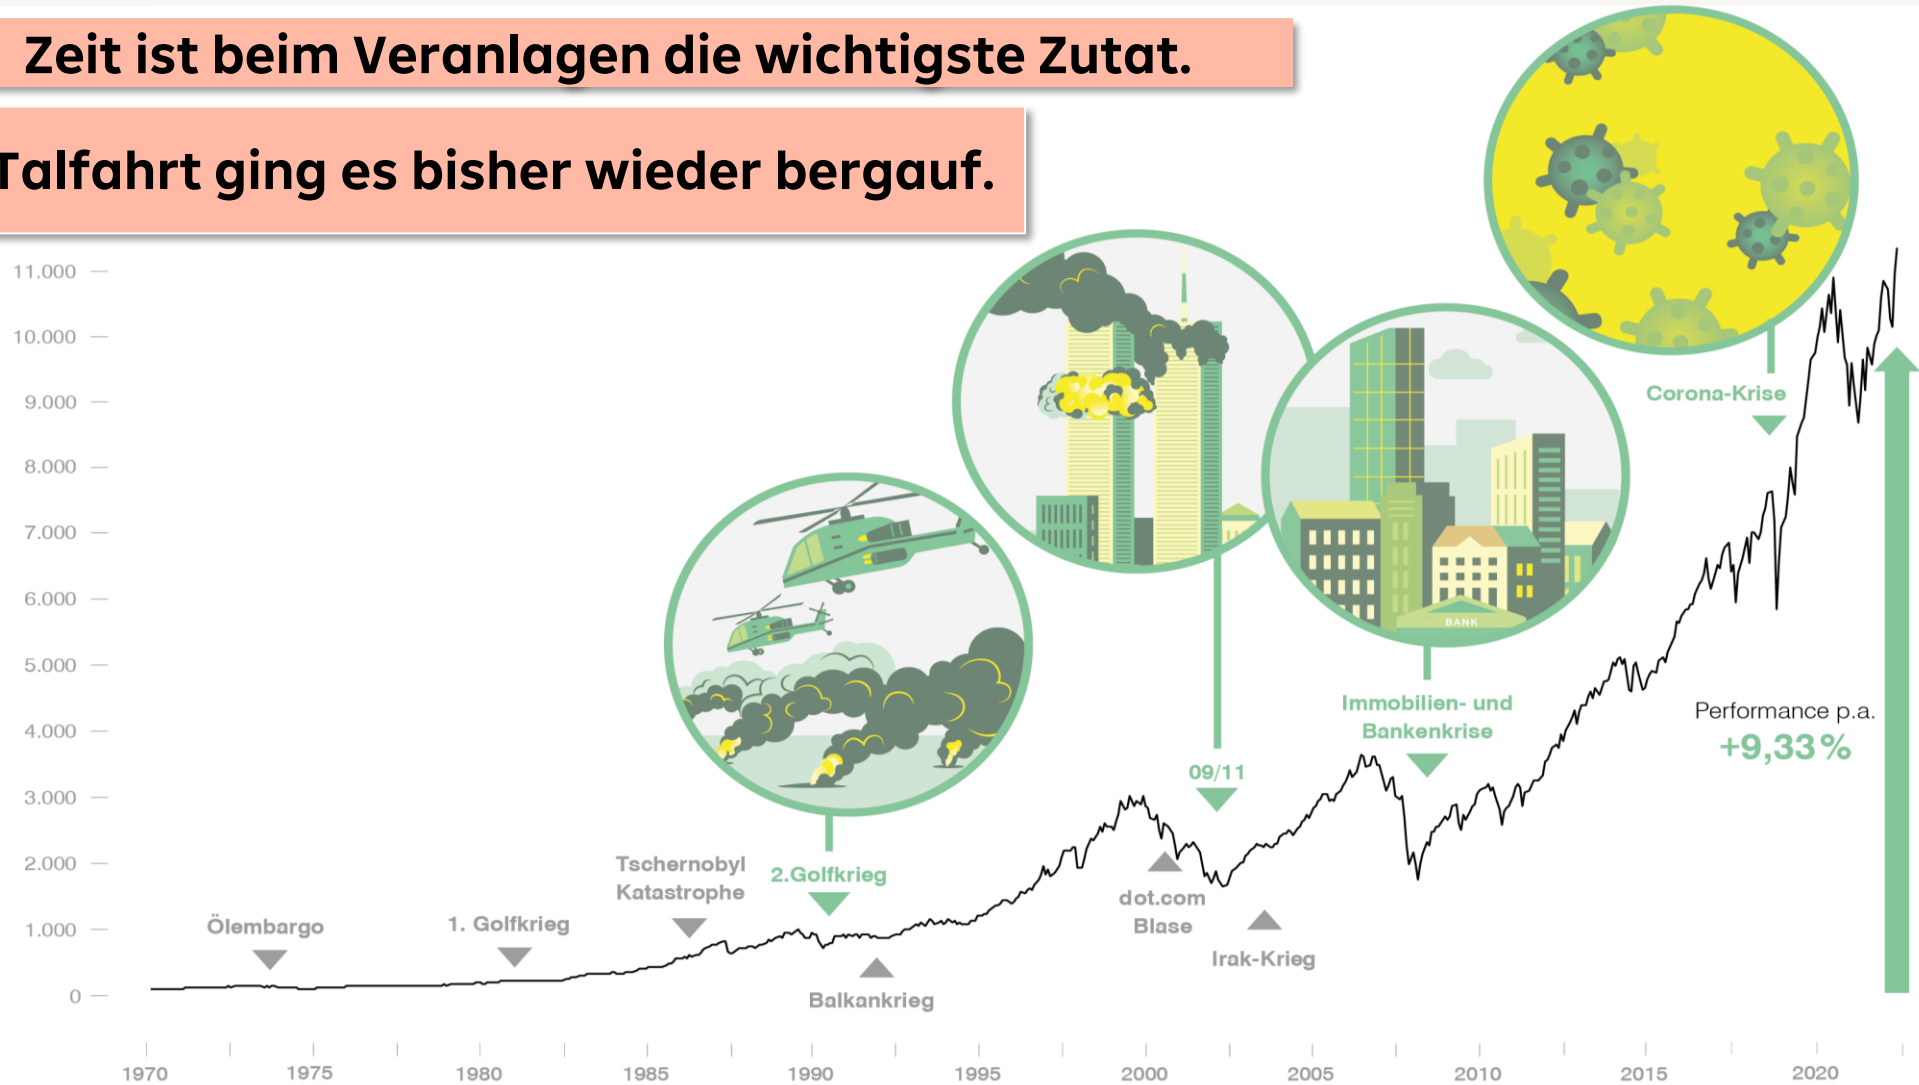 Zeit ist beim Veranlagen die wichtigste Zutat.
Talfahrt ging es bisher wieder bergauf.
11.000
10.000
9.000
8.000
7.000
6.000
5.000
4.000
3.000
2.000
1.000
0
Ölembargo
1. Golfkrieg
Tschernobyl
Katastrophe
2.Golfkrieg
Balkankrieg
dot.com
Blase
09/11
Irak-Krieg
BANK
Immobilien- und
Bankenkrise
Corona-Krise
Performance p.a.
+9,33 %
1970
1975
1980
1985
1990
1995
2000
2005
2010
2015
2020